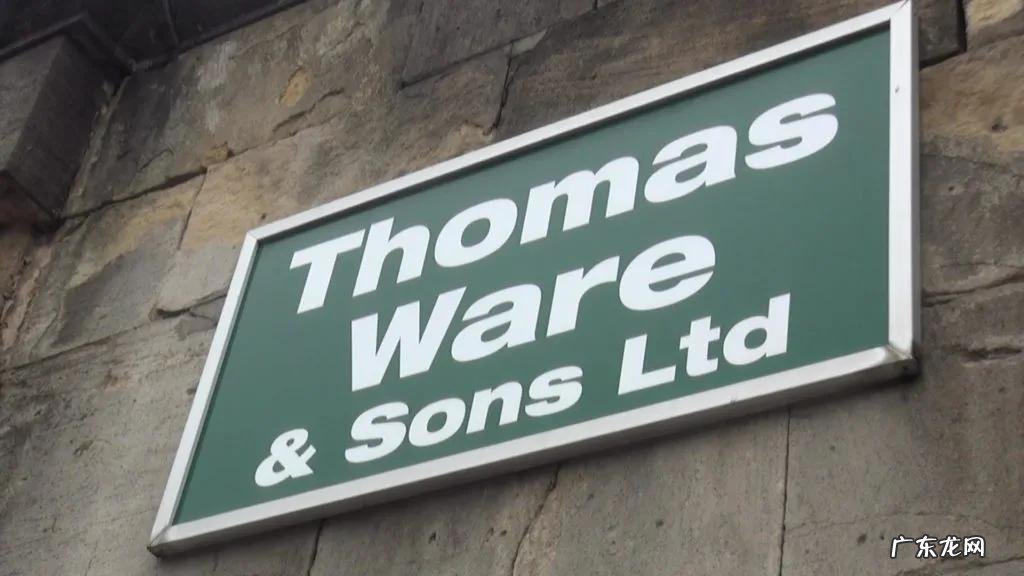 Thomas
Ware
& Sons Ltd
广东龙网